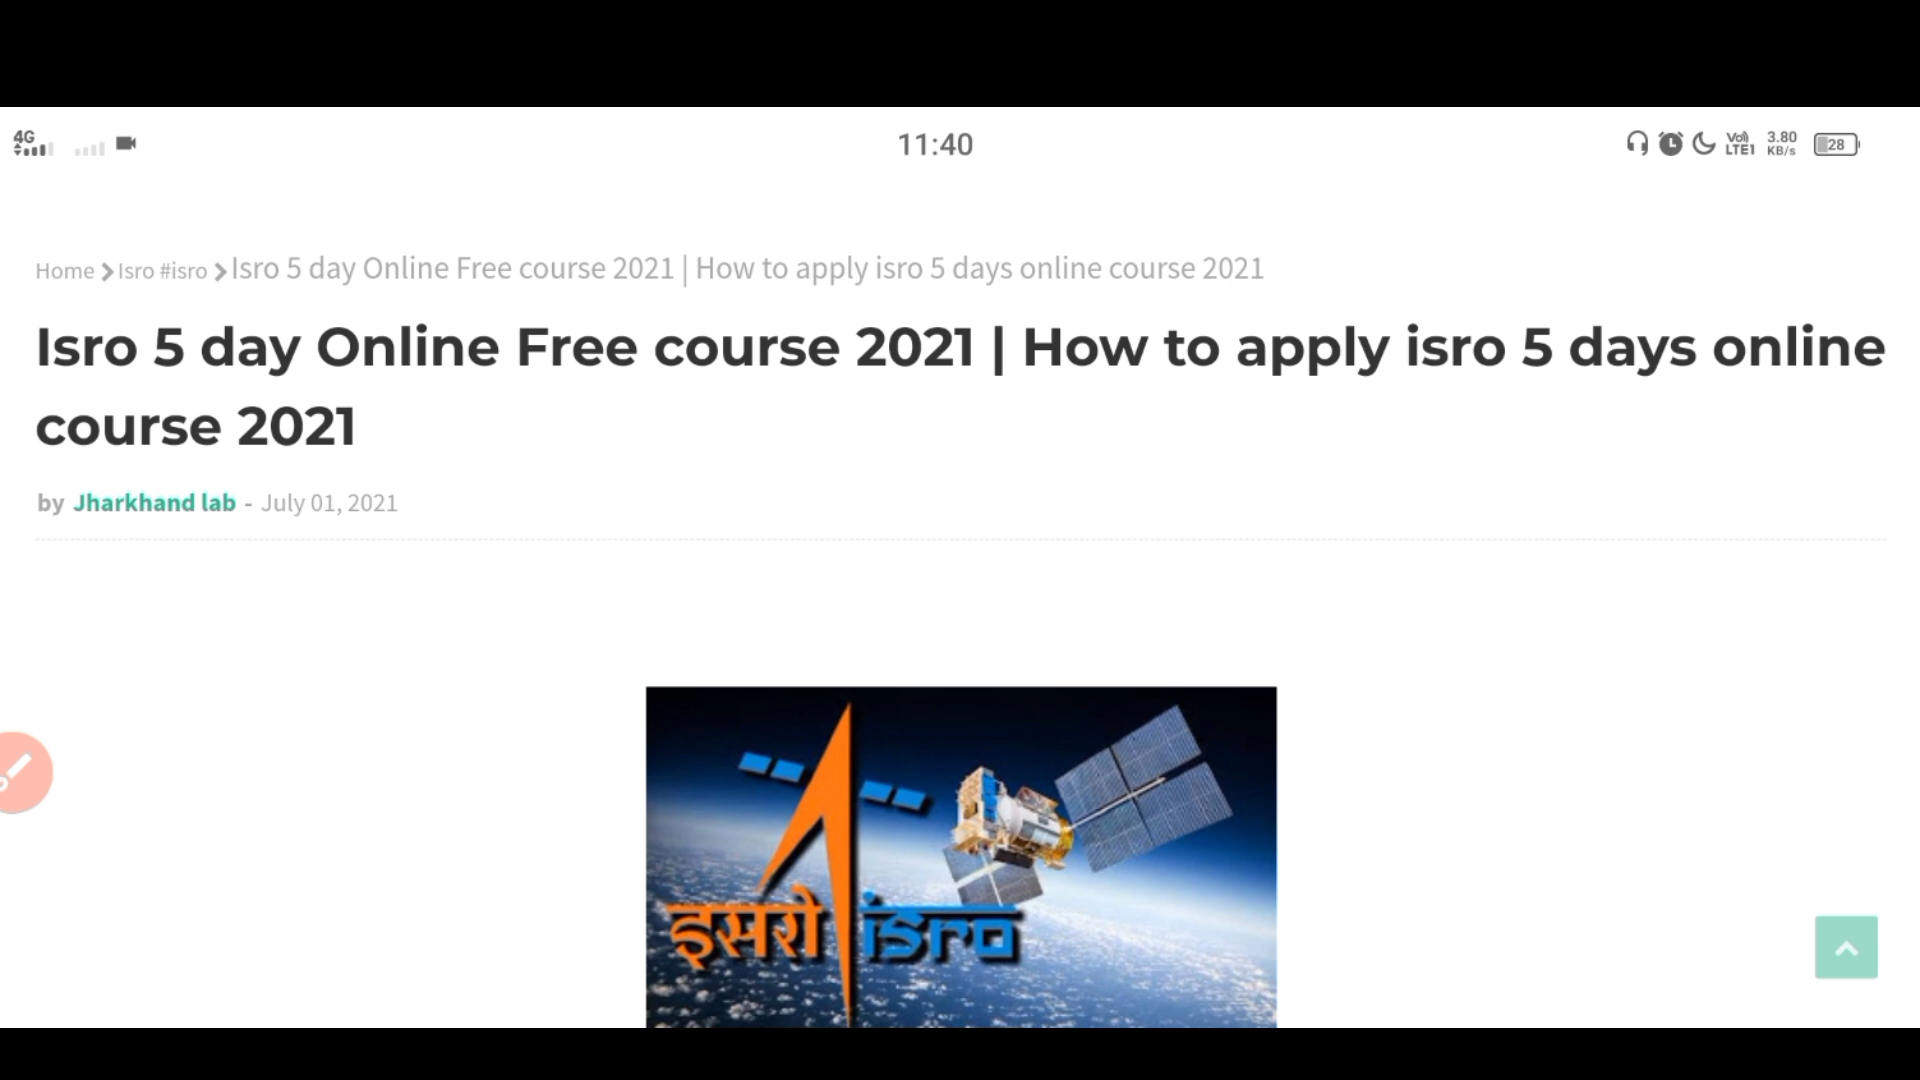 4G
11:40
Vo))
LTE1
3.80
KB/s
28
Home Isro #isro Isro 5 day Online Free course 2021 | How to apply isro 5 days online course 2021
Isro 5 day Online Free course 2021 | How to apply isro 5 days online
course 2021
by Jharkhand lab - July 01, 2021
इसरो isro